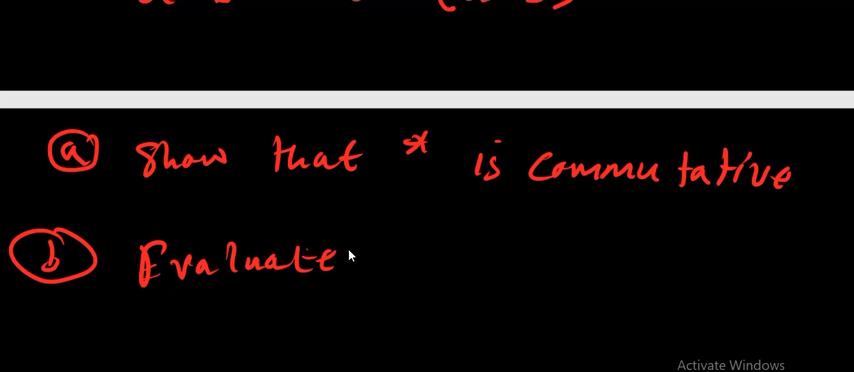 (a) Show that * is commutative
(b) Evaluate
Activate Windows